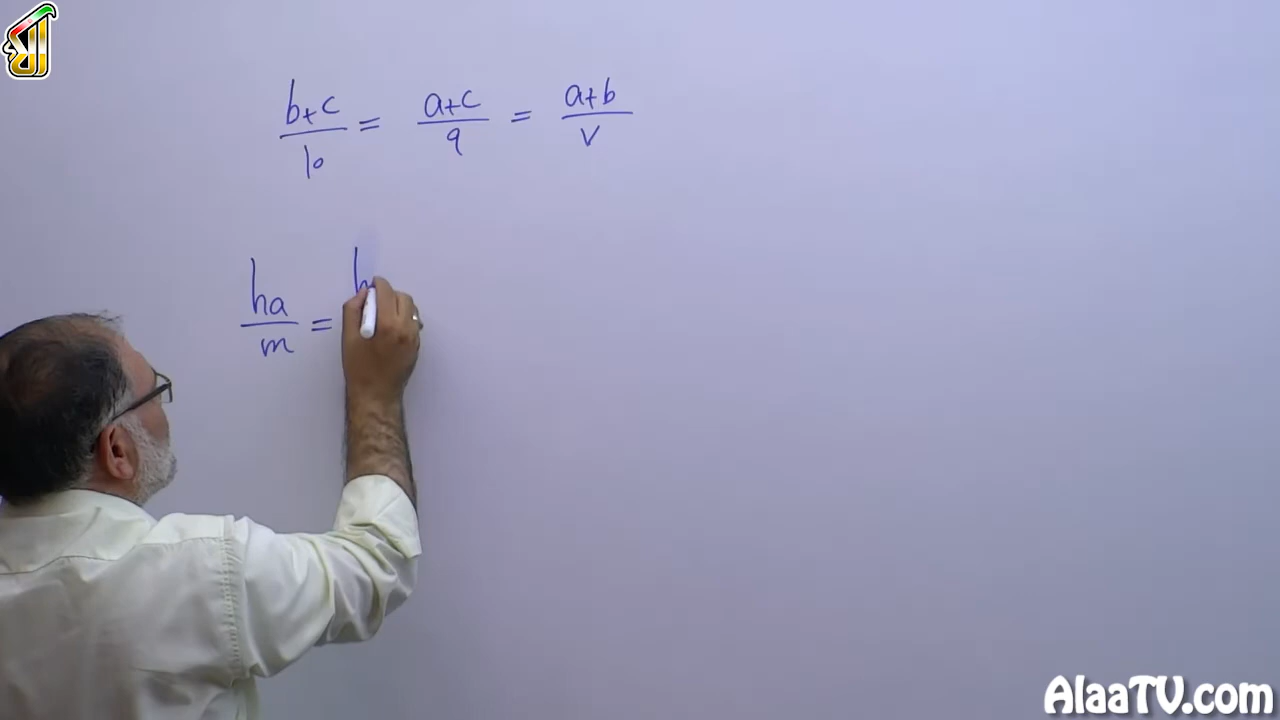 b+c/۱۰ = a+c/۹ = a+b/۷
ha/m = h
AlaaTV.com